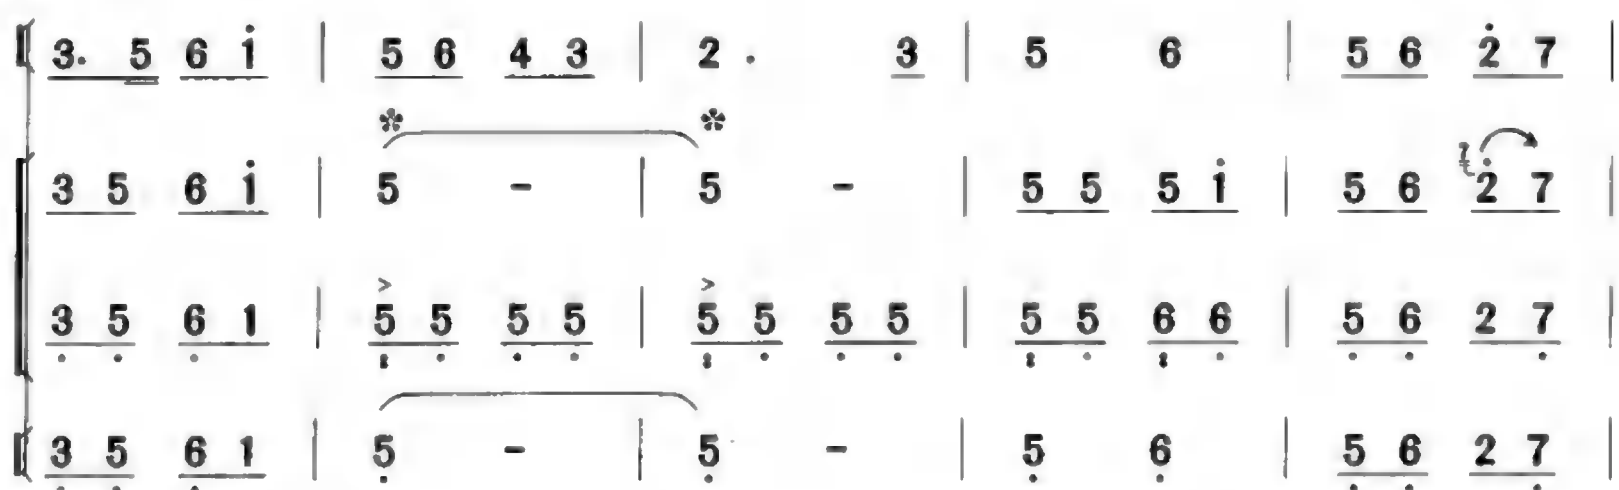 3. 5 6 i̇ | 5 6 4 3 | 2 . 3 | 5 6 | 5 6 2̇ 7 |
3 5 6 i̇ | 5 - | 5 - | 5 5 5 i̇ | 5 6 2̇ 7 |
3̣ 5̣ 6̣ 1 | 5̣ 5̣ 5̣ 5̣ | 5̣ 5̣ 5̣ 5̣ | 5̣ 5̣ 6̣ 6̣ | 5̣ 6̣ 2 7̣ |
3̣ 5̣ 6̣ 1 | 5̣ - | 5̣ - | 5̣ 6̣ | 5̣ 6̣ 2 7̣ |